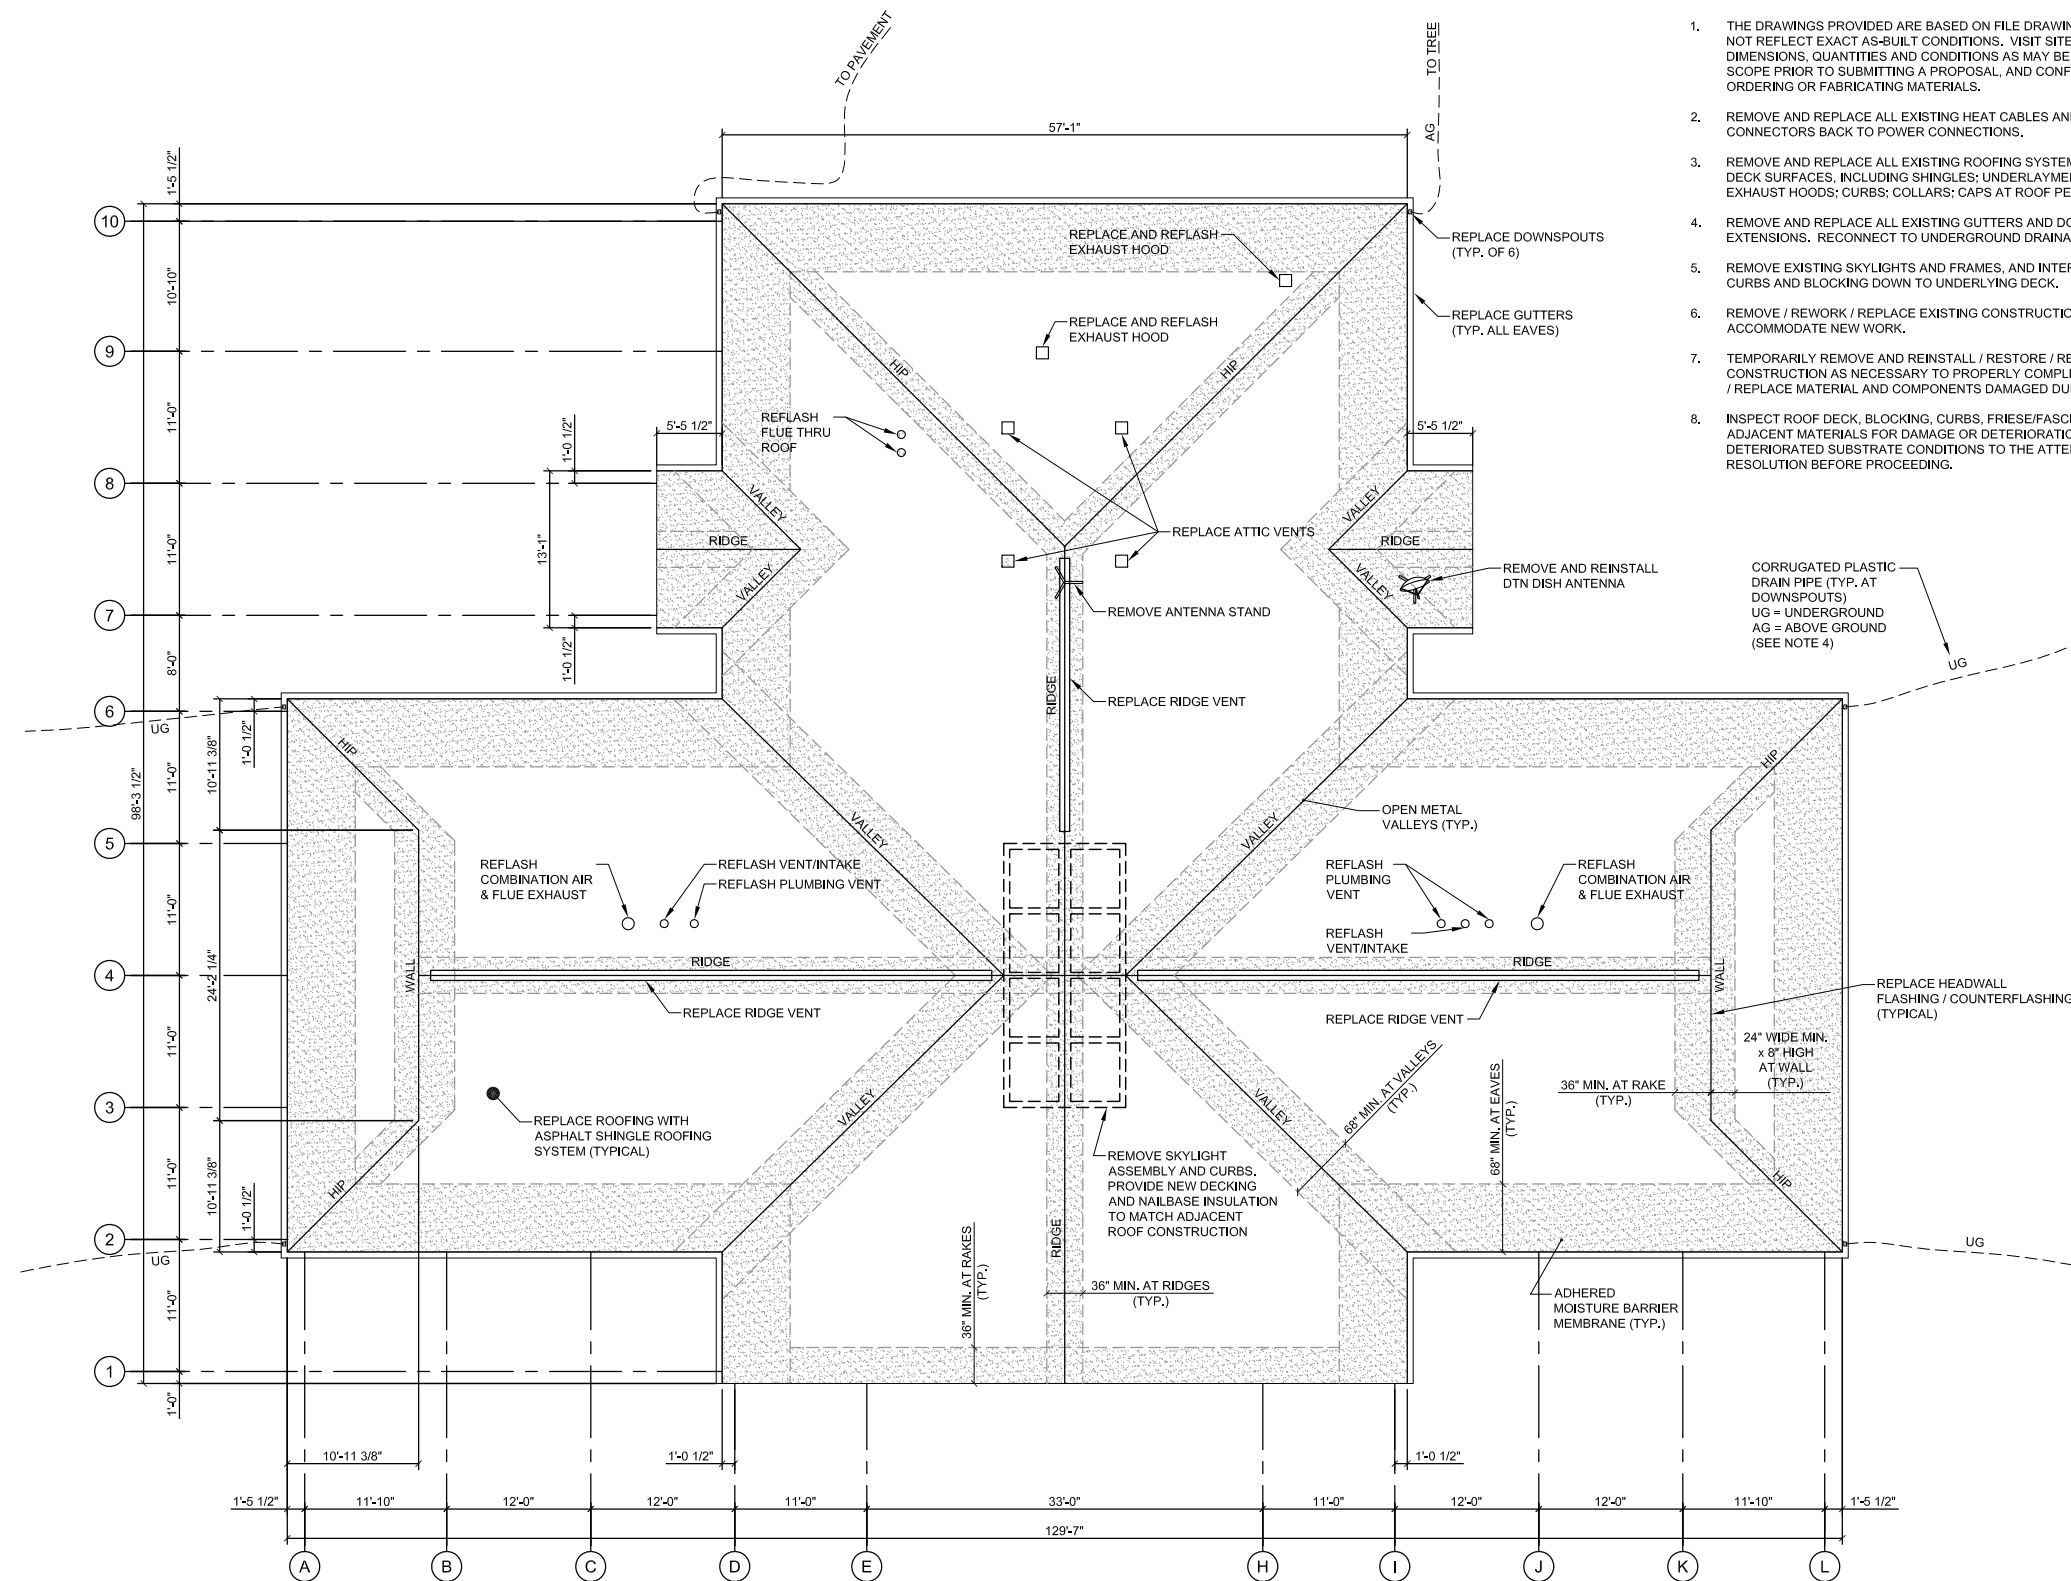 1. THE DRAWINGS PROVIDED ARE BASED ON FILE
NOT REFLECT EXACT AS-BUILT CONDITIONS. VISIT SITE
DIMENSIONS, QUANTITIES AND CONDITIONS AS MAY BE
SCOPE PRIOR TO SUBMITTING A PROPOSAL, AND
ORDERING OR FABRICATING MATERIALS.
2. REMOVE AND REPLACE ALL EXISTING HEAT CABLES
CONNECTORS BACK TO POWER CONNECTIONS.
3. REMOVE AND REPLACE ALL EXISTING ROOFING
DECK SURFACES, INCLUDING SHINGLES;
EXHAUST HOODS; CURBS; COLLARS; CAPS AT ROOF
4. REMOVE AND REPLACE ALL EXISTING GUTTERS AND
EXTENSIONS. RECONNECT TO UNDERGROUND
5. REMOVE EXISTING SKYLIGHTS AND FRAMES, AND
CURBS AND BLOCKING DOWN TO UNDERLYING DECK.
6. REMOVE / REWORK / REPLACE EXISTING
ACCOMMODATE NEW WORK.
7. TEMPORARILY REMOVE AND REINSTALL / RESTORE /
CONSTRUCTION AS NECESSARY TO PROPERLY
/ REPLACE MATERIAL AND COMPONENTS DAMAGED
8. INSPECT ROOF DECK, BLOCKING, CURBS,
ADJACENT MATERIALS FOR DAMAGE OR
DETERIORATED SUBSTRATE CONDITIONS TO THE
RESOLUTION BEFORE PROCEEDING.
TO PAVEMENT
TO TREE
AG
57'-1"
1'-5 1/2"
10
10'-10"
9
11'-0"
8
11'-0"
7
8'-0"
6
11'-0"
5
11'-0"
4
11'-0"
3
11'-0"
2
11'-0"
1
1'-0"
98'-3 1/2"
REPLACE AND REFLASH
EXHAUST HOOD
REPLACE DOWNSPOUTS
(TYP. OF 6)
REPLACE AND REFLASH
EXHAUST HOOD
REPLACE GUTTERS
(TYP. ALL EAVES)
HIP
HIP
REFLASH
FLUE THRU
ROOF
5'-5 1/2"
5'-5 1/2"
1'-0 1/2"
13'-1"
1'-0 1/2"
VALLEY
RIDGE
VALLEY
VALLEY
RIDGE
VALLEY
REPLACE ATTIC VENTS
REMOVE AND REINSTALL
DTN DISH ANTENNA
CORRUGATED PLASTIC
DRAIN PIPE (TYP. AT
DOWNSPOUTS)
UG = UNDERGROUND
AG = ABOVE GROUND
(SEE NOTE 4)
REMOVE ANTENNA STAND
UG
UG
RIDGE
REPLACE RIDGE VENT
1'-0 1/2"
10'-11 3/8"
24'-2 1/4"
10'-11 3/8"
1'-0 1/2"
HIP
HIP
VALLEY
VALLEY
OPEN METAL
VALLEYS (TYP.)
REFLASH
COMBINATION AIR
& FLUE EXHAUST
REFLASH VENT/INTAKE
REFLASH PLUMBING VENT
REFLASH
PLUMBING
VENT
REFLASH
VENT/INTAKE
REFLASH
COMBINATION AIR
& FLUE EXHAUST
WALL
RIDGE
REPLACE RIDGE VENT
RIDGE
WALL
REPLACE RIDGE VENT
REPLACE HEADWALL
FLASHING / COUNTERFLASHING
(TYPICAL)
24" WIDE MIN.
x 8" HIGH
AT WALL
(TYP.)
36" MIN. AT RAKE
(TYP.)
68" MIN. AT VALLEYS
(TYP.)
68" MIN. AT EAVES
(TYP.)
REPLACE ROOFING WITH
ASPHALT SHINGLE ROOFING
SYSTEM (TYPICAL)
VALLEY
VALLEY
HIP
HIP
REMOVE SKYLIGHT
ASSEMBLY AND CURBS.
PROVIDE NEW DECKING
AND NAILBASE INSULATION
TO MATCH ADJACENT
ROOF CONSTRUCTION
UG
UG
36" MIN. AT RAKES
(TYP.)
RIDGE
36" MIN. AT RIDGES
(TYP.)
ADHERED
MOISTURE BARRIER
MEMBRANE (TYP.)
10'-11 3/8"
1'-0 1/2"
1'-0 1/2"
1'-5 1/2"
11'-10"
12'-0"
12'-0"
11'-0"
33'-0"
11'-0"
12'-0"
12'-0"
11'-10"
1'-5 1/2"
129'-7"
A
B
C
D
E
H
I
J
K
L